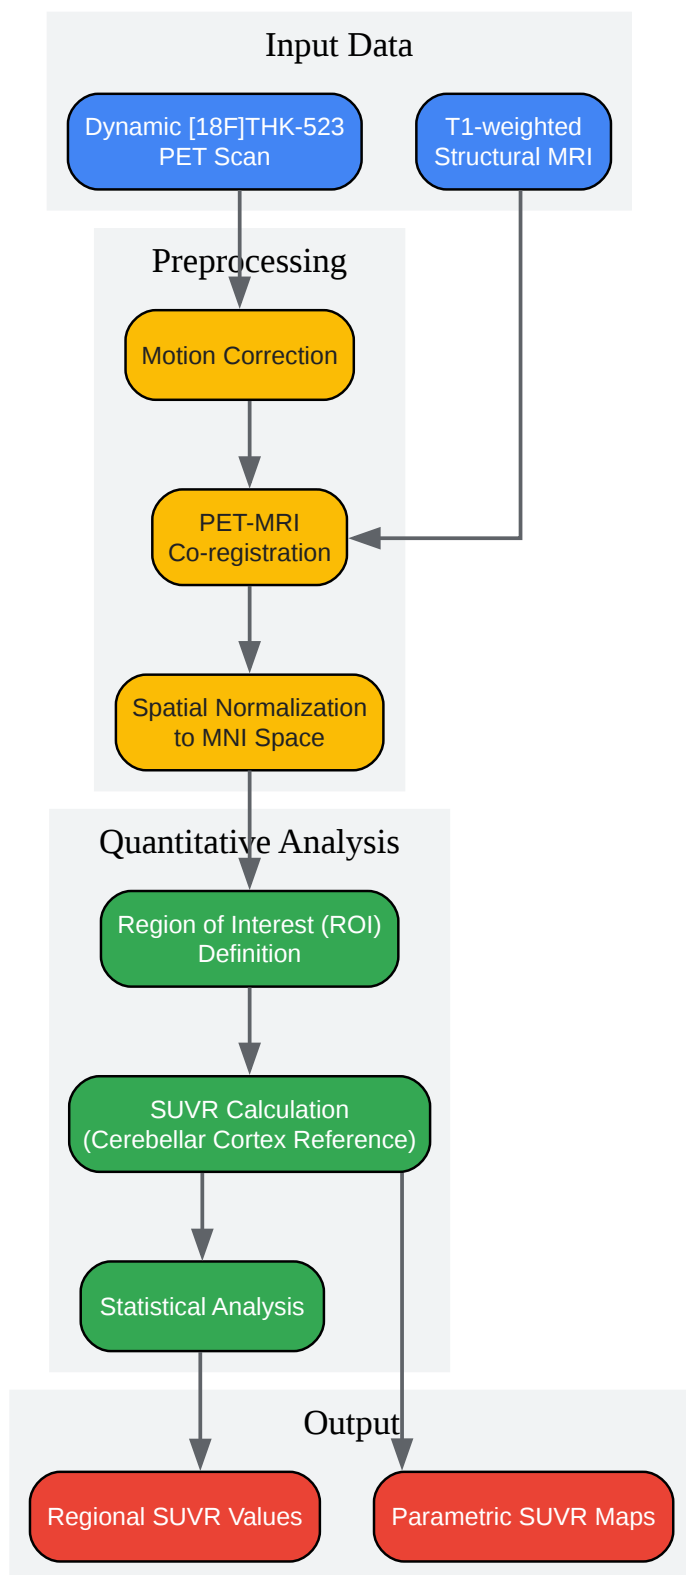 Input Data
Dynamic [18F]THK-523
PET Scan
T1-weighted
Structural MRI
Preprocessing
Motion Correction
PET-MRI
Co-registration
Spatial Normalization
to MNI Space
Quantitative Analysis
Region of Interest (ROI)
Definition
SUVR Calculation
(Cerebellar Cortex Reference)
Statistical Analysis
Output
Regional SUVR Values
Parametric SUVR Maps